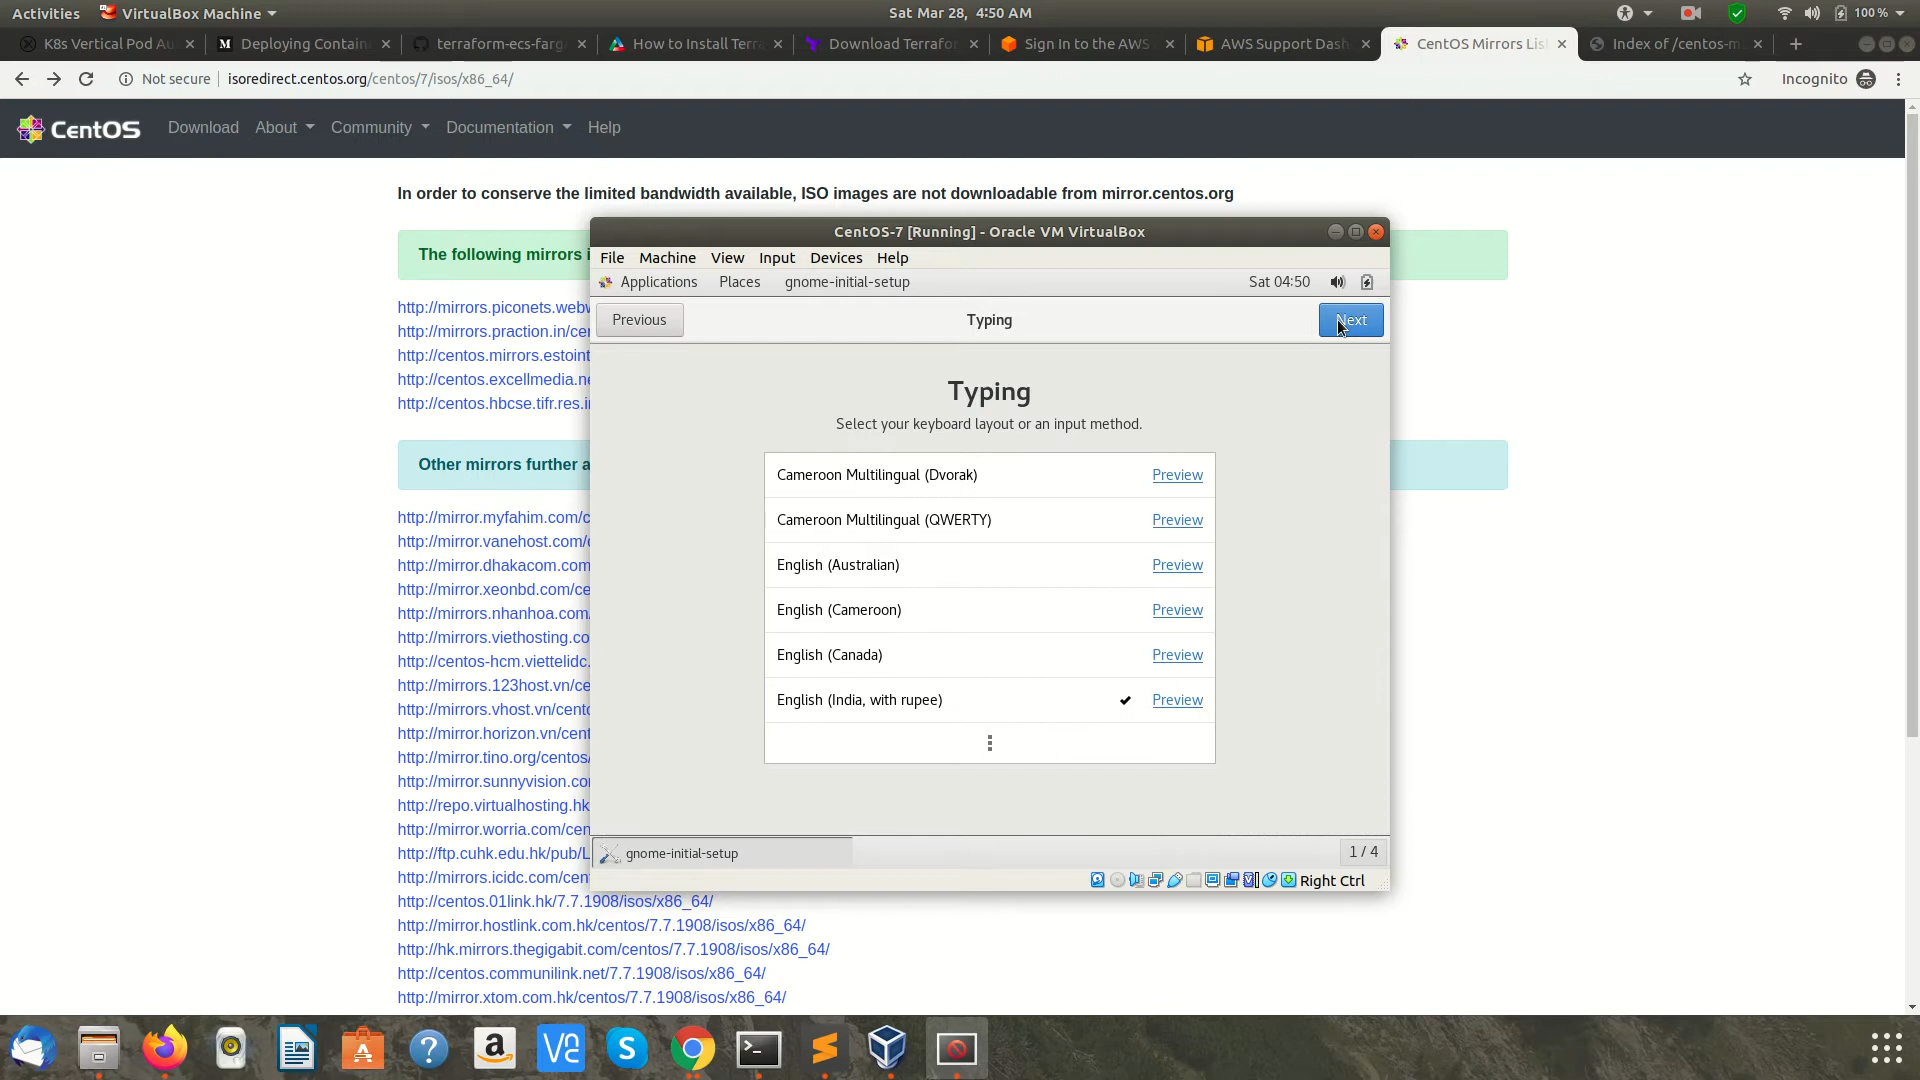 Activities
VirtualBox Machine
Sat Mar 28, 4:50 AM
100 %
K8s Vertical Pod Au
Deploying Contain
terraform-ecs-farg
How to Install Terra
Download Terrafor
Sign In to the AWS
AWS Support Dash
CentOS Mirrors List
Index of /centos-m
Not secure
isoredirect.centos.org/centos/7/isos/x86_64/
Incognito
CentOS
Download
About
Community
Documentation
Help
In order to conserve the limited bandwidth available, ISO images are not downloadable from mirror.centos.org
The following mirrors i
http://mirrors.piconets.webw
http://mirrors.praction.in/cen
http://centos.mirrors.estoint
http://centos.excellmedia.ne
http://centos.hbcse.tifr.res.in
Other mirrors further a
http://mirror.myfahim.com/c
http://mirror.vanehost.com/c
http://mirror.dhakacom.com
http://mirror.xeonbd.com/ce
http://mirrors.nhanhoa.com/
http://mirrors.viethosting.co
http://centos-hcm.viettelidc.
http://mirrors.123host.vn/ce
http://mirrors.vhost.vn/cento
http://mirror.horizon.vn/cent
http://mirror.tino.org/centos/
http://mirror.sunnyvision.co
http://repo.virtualhosting.hk
http://mirror.worria.com/cen
http://ftp.cuhk.edu.hk/pub/L
http://mirrors.icidc.com/cen
http://centos.01link.hk/7.7.1908/isos/x86_64/
http://mirror.hostlink.com.hk/centos/7.7.1908/isos/x86_64/
http://hk.mirrors.thegigabit.com/centos/7.7.1908/isos/x86_64/
http://centos.communilink.net/7.7.1908/isos/x86_64/
http://mirror.xtom.com.hk/centos/7.7.1908/isos/x86_64/
CentOS-7 [Running] - Oracle VM VirtualBox
File
Machine
View
Input
Devices
Help
Applications
Places
gnome-initial-setup
Sat 04:50
Previous
Typing
Next
Typing
Select your keyboard layout or an input method.
Cameroon Multilingual (Dvorak)
Preview
Cameroon Multilingual (QWERTY)
Preview
English (Australian)
Preview
English (Cameroon)
Preview
English (Canada)
Preview
English (India, with rupee)
Preview
gnome-initial-setup
1 / 4
Right Ctrl